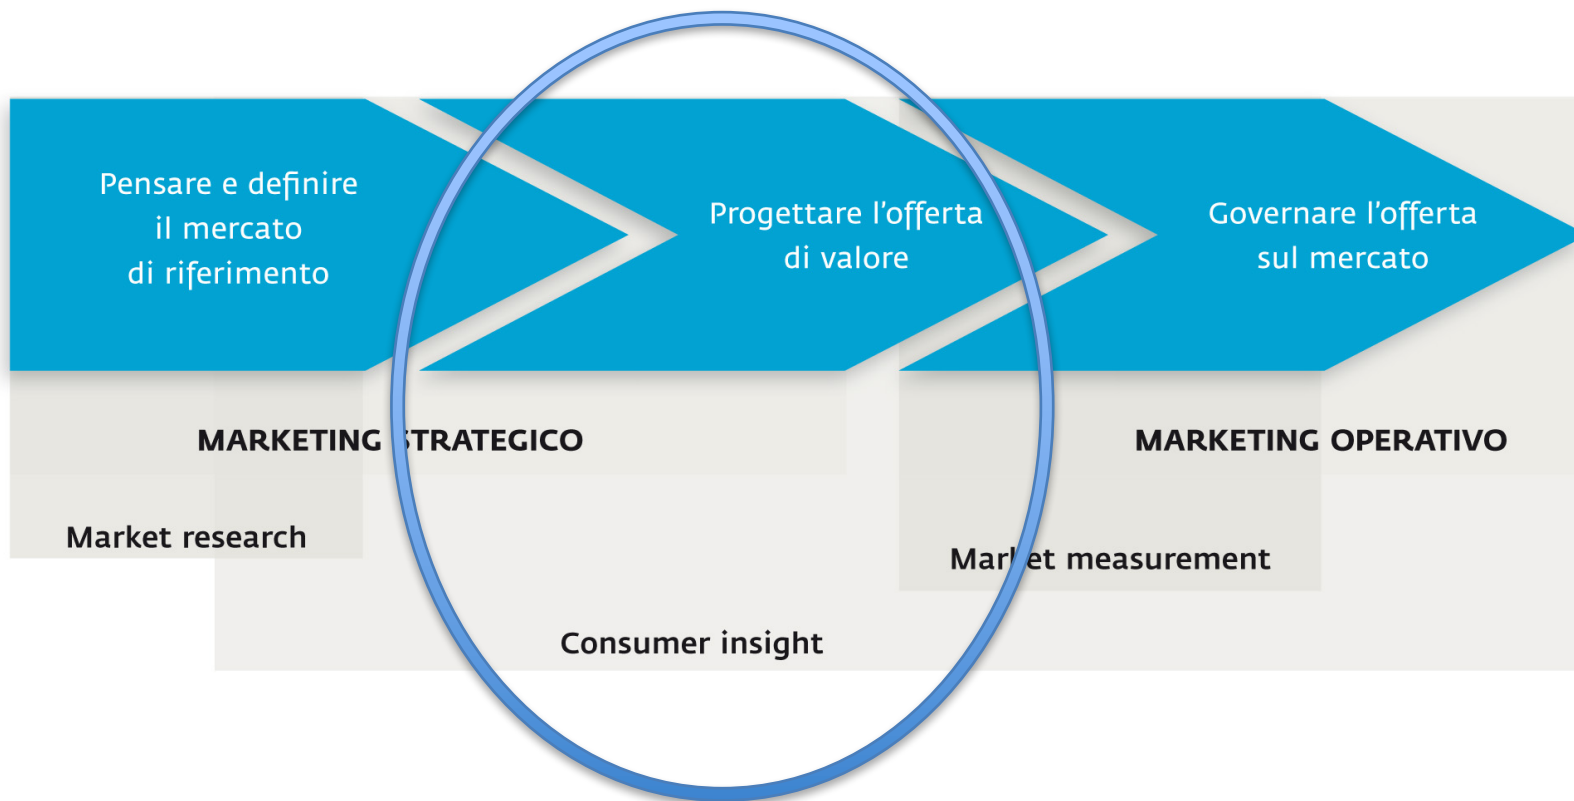 Pensare e definire
il mercato
di riferimento
Progettare l'offerta
di valore
Governare l'offerta
sul mercato
MARKETING STRATEGICO
MARKETING OPERATIVO
Market research
Market measurement
Consumer insight